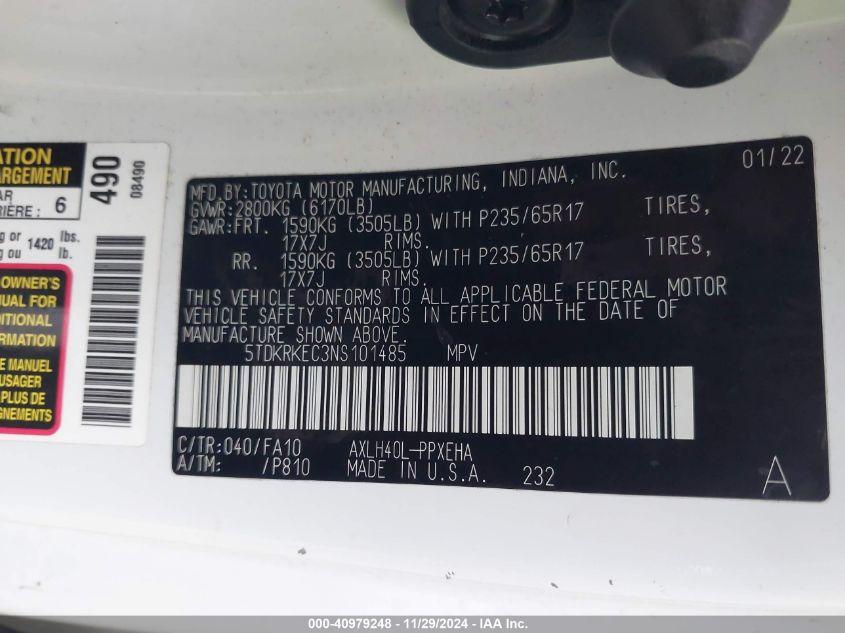 ATION
ARGEMENT
AR
RIÈRE : 6
g or 1420 lbs.
g ou lb.
490
08490
OWNER'S
UAL FOR
DITIONAL
RMATION
E MANUEL
USAGER
PLUS DE
GNEMENTS
01/22
MFD.BY:TOYOTA MOTOR MANUFACTURING, INDIANA, INC.
GVWR:2800KG (6170LB)
GAWR:FRT. 1590KG (3505LB) WITH P235/65R17 TIRES,
17X7J RIMS.
RR. 1590KG (3505LB) WITH P235/65R17 TIRES,
17X7J RIMS.
THIS VEHICLE CONFORMS TO ALL APPLICABLE FEDERAL MOTOR
VEHICLE SAFETY STANDARDS IN EFFECT ON THE DATE OF
MANUFACTURE SHOWN ABOVE.
5TDKRKEC3NS101485 MPV
C/TR:040/FA10 AXLH40L-PPXEHA
A/TM: /P810 MADE IN U.S.A. 232
A
000-40979248 - 11/29/2024 - IAA Inc.